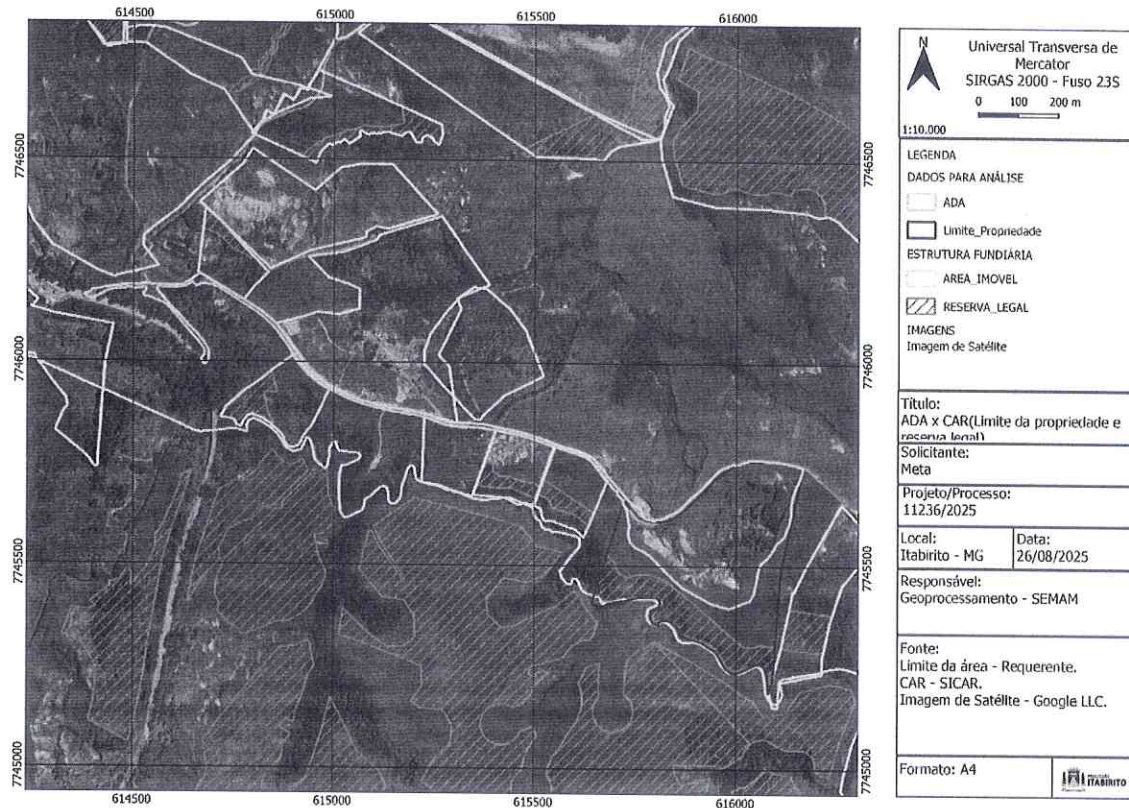 614500
615000
615500
616000
7746500
7746000
7745500
7745000
7746500
7746000
7745500
7745000
614500
615000
615500
616000
N
Universal Transversa de
Mercator
SIRGAS 2000 - Fuso 23S
0 100 200 m
1:10.000
LEGENDA
DADOS PARA ANÁLISE
ADA
Limite_Propriedade
ESTRUTURA FUNDIÁRIA
AREA_IMOVEL
RESERVA_LEGAL
IMAGENS
Imagem de Satélite
Título:
ADA x CAR(Limite da propriedade e
reserva legal)
Solicitante:
Meta
Projeto/Processo:
11236/2025
Local:
Itabirito - MG
Data:
26/08/2025
Responsável:
Geoprocessamento - SEMAM
Fonte:
Limite da área - Requerente.
CAR - SICAR.
Imagem de Satélite - Google LLC.
Formato: A4
ITABIRITO